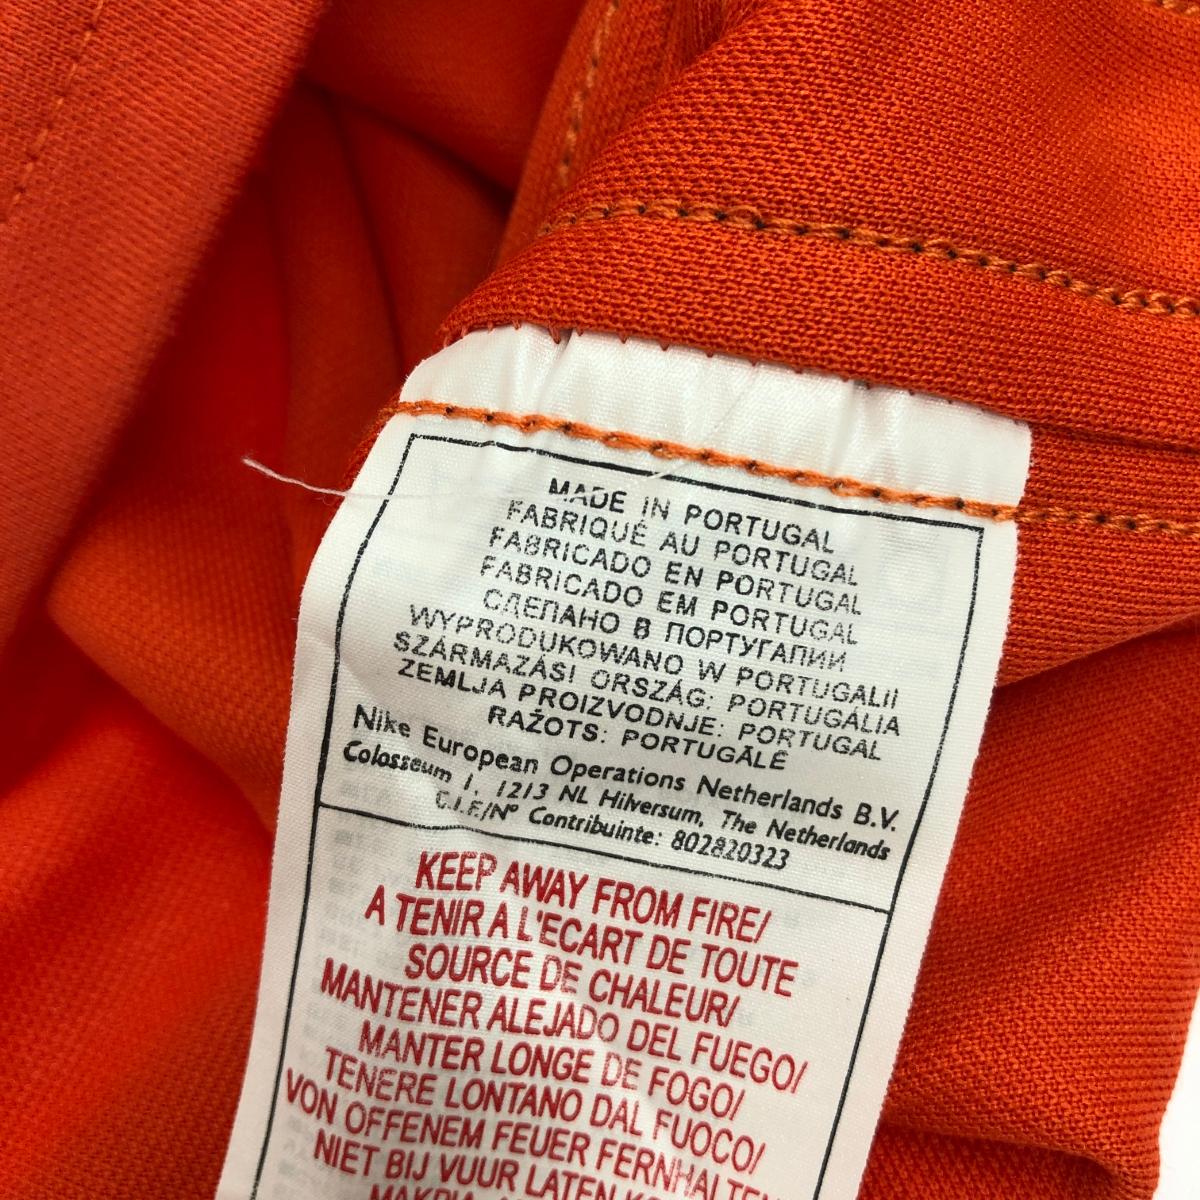 MADE IN PORTUGAL
FABRIQUÉ AU PORTUGAL
FABRICADO EN PORTUGAL
FABRICADO EM PORTUGAL
СДЕЛАНО В ПОРТУГАЛИИ
WYPRODUKOWANO W PORTUGALII
SZÁRMAZÁSI ORSZÁG: PORTUGÁLIA
ZEMLJA PROIZVODNJE: PORTUGAL
RAŽOTS: PORTUGĀLĒ
Nike European Operations Netherlands B.V.
Colosseum 1, 1213 NL Hilversum, The Netherlands
C.I.F./Nº Contribuinte: 802820323
KEEP AWAY FROM FIRE/
A TENIR A L'ECART DE TOUTE
SOURCE DE CHALEUR/
MANTENER ALEJADO DEL FUEGO/
MANTER LONGE DE FOGO/
TENERE LONTANO DAL FUOCO/
VON OFFENEM FEUER FERNHALTEN
NIET BIJ VUUR LATEN